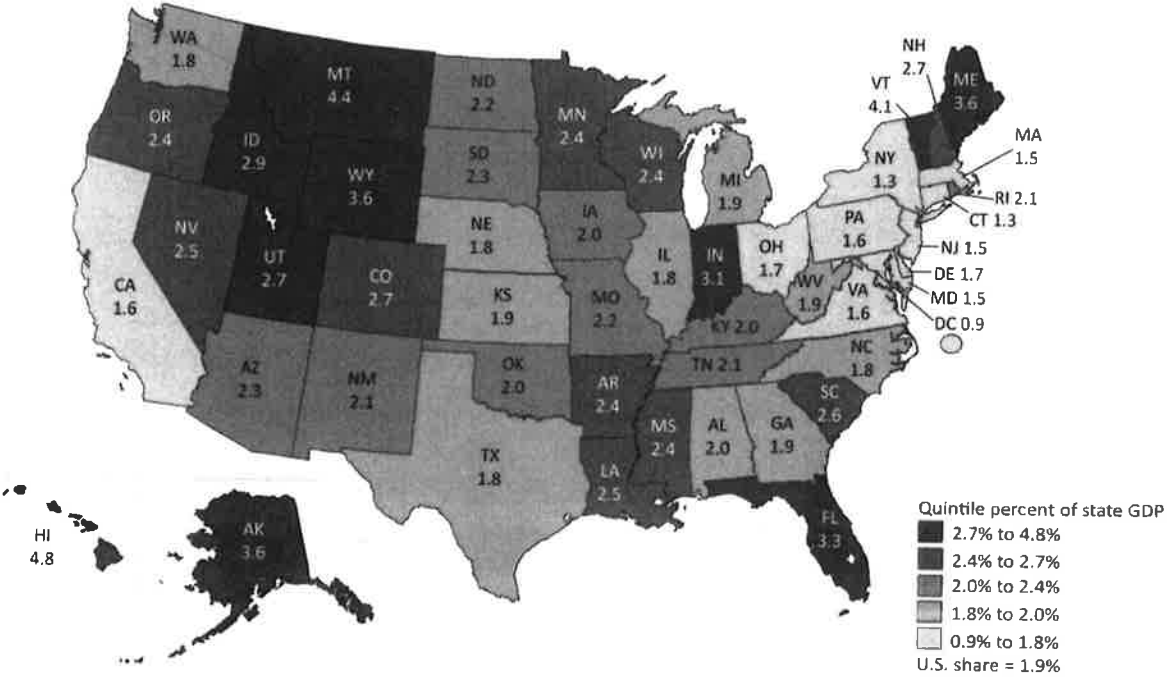 WA
1.8
MT
4.4
ND
2.2
MN
2.4
NH
2.7
VT
4.1
ME
3.6
OR
2.4
ID
2.9
WY
3.6
SD
2.3
WI
2.4
MI
1.9
NY
1.3
MA
1.5
RI 2.1
CT 1.3
NV
2.5
UT
2.7
CO
2.7
NE
1.8
IA
2.0
IL
1.8
IN
3.1
OH
1.7
PA
1.6
NJ 1.5
DE 1.7
MD 1.5
DC 0.9
CA
1.6
KS
1.9
MO
2.2
KY 2.0
WV
1.9
VA
1.6
AZ
2.3
NM
2.1
OK
2.0
AR
2.4
TN 2.1
NC
1.8
SC
2.6
TX
1.8
LA
2.5
MS
2.4
AL
2.0
GA
1.9
FL
3.3
HI
4.8
AK
3.6
Quintile percent of state GDP
2.7% to 4.8%
2.4% to 2.7%
2.0% to 2.4%
1.8% to 2.0%
0.9% to 1.8%
U.S. share = 1.9%